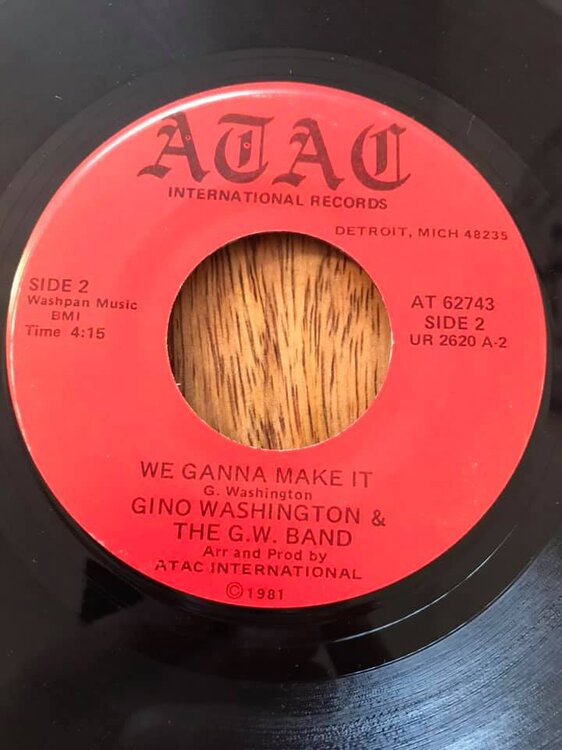 ATAC
INTERNATIONAL RECORDS
DETROIT, MICH 48235
SIDE 2
Washpan Music
BMI
Time 4:15
AT 62743
SIDE 2
UR 2620 A-2
WE GANNA MAKE IT
G. Washington
GINO WASHINGTON &
THE G.W. BAND
Arr and Prod by
ATAC INTERNATIONAL
©1981